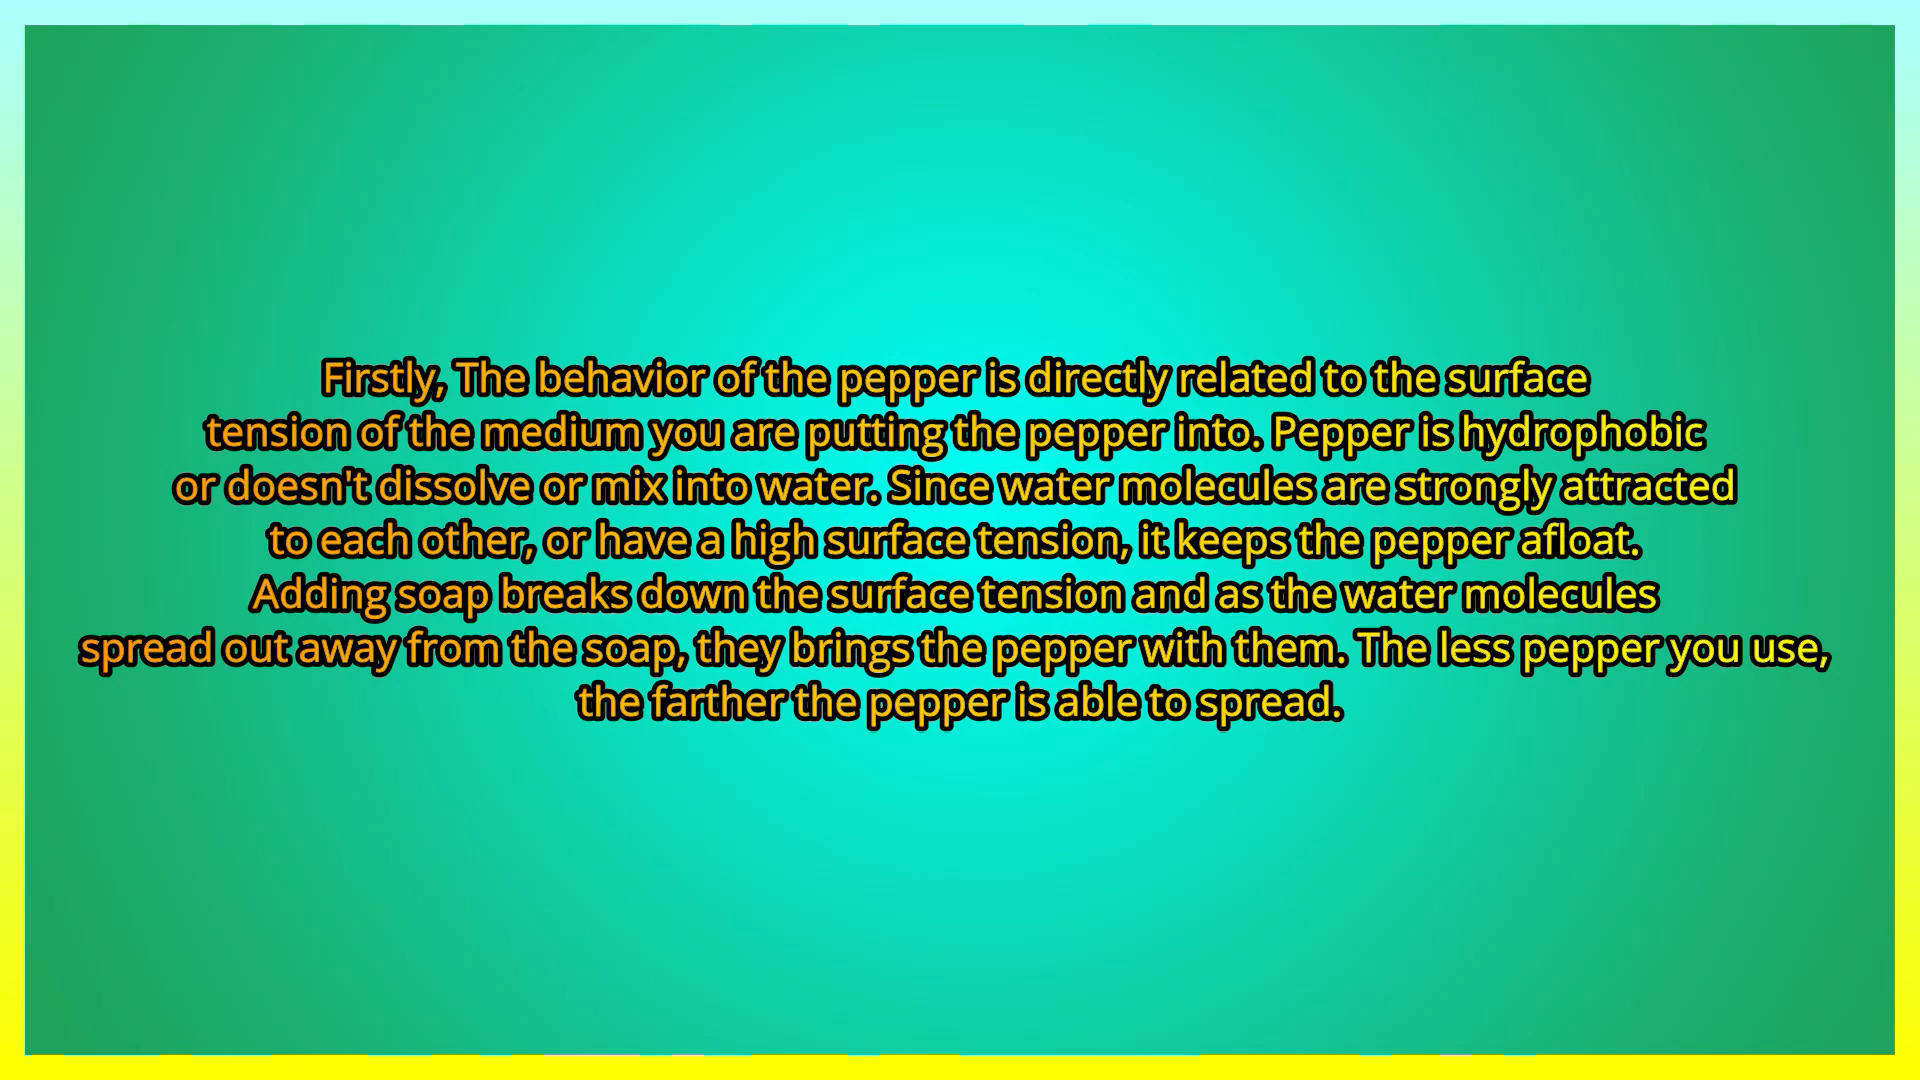 Firstly, The behavior of the pepper is directly related to the surface
tension of the medium you are putting the pepper into. Pepper is hydrophobic
or doesn't dissolve or mix into water. Since water molecules are strongly attracted
to each other, or have a high surface tension, it keeps the pepper afloat.
Adding soap breaks down the surface tension and as the water molecules
spread out away from the soap, they brings the pepper with them. The less pepper you use,
the farther the pepper is able to spread.